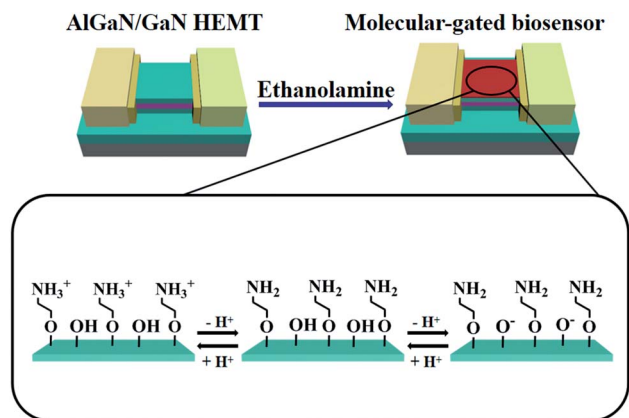 AlGaN/GaN HEMT
Molecular-gated biosensor
Ethanolamine
NH₃⁺ NH₃⁺ NH₃⁺ NH₂ NH₂ NH₂ NH₂ NH₂ NH₂
O OH O OH O - H⁺ O OH O OH O - H⁺ O O⁻ O O⁻ O
+ H⁺ + H⁺